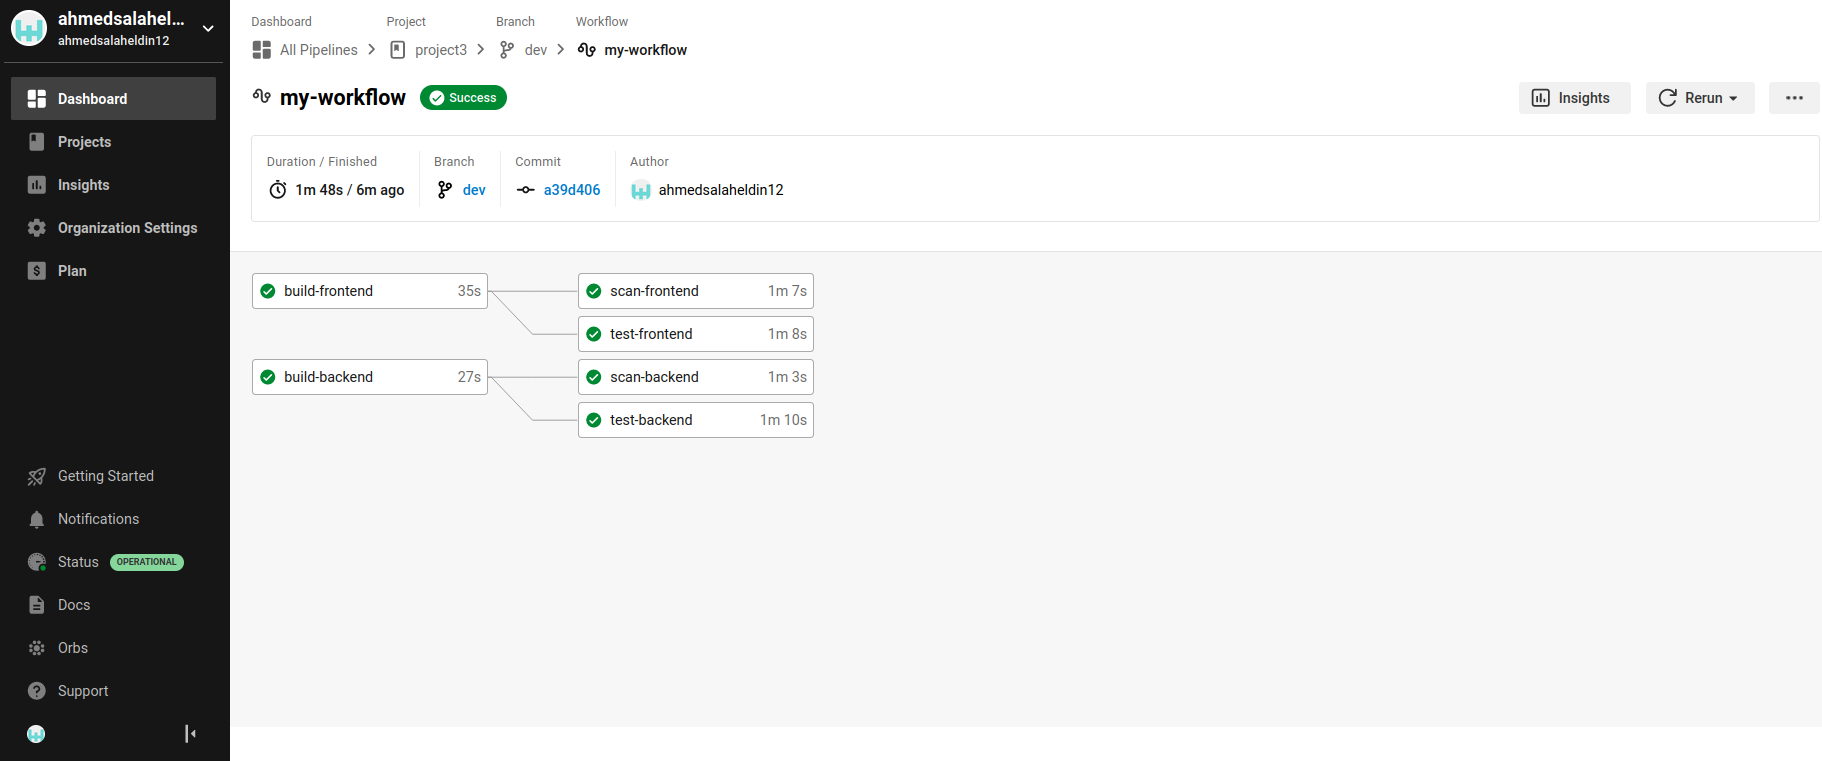 ahmedsalahel...
ahmedsalaheldin12
Dashboard
Projects
Insights
Organization Settings
Plan
Getting Started
Notifications
Status OPERATIONAL
Docs
Orbs
Support
Dashboard Project Branch Workflow
All Pipelines project3 dev my-workflow
my-workflow Success
Insights Rerun
Duration / Finished Branch Commit Author
1m 48s / 6m ago dev a39d406 ahmedsalaheldin12
build-frontend 35s scan-frontend 1m 7s
test-frontend 1m 8s
build-backend 27s scan-backend 1m 3s
test-backend 1m 10s